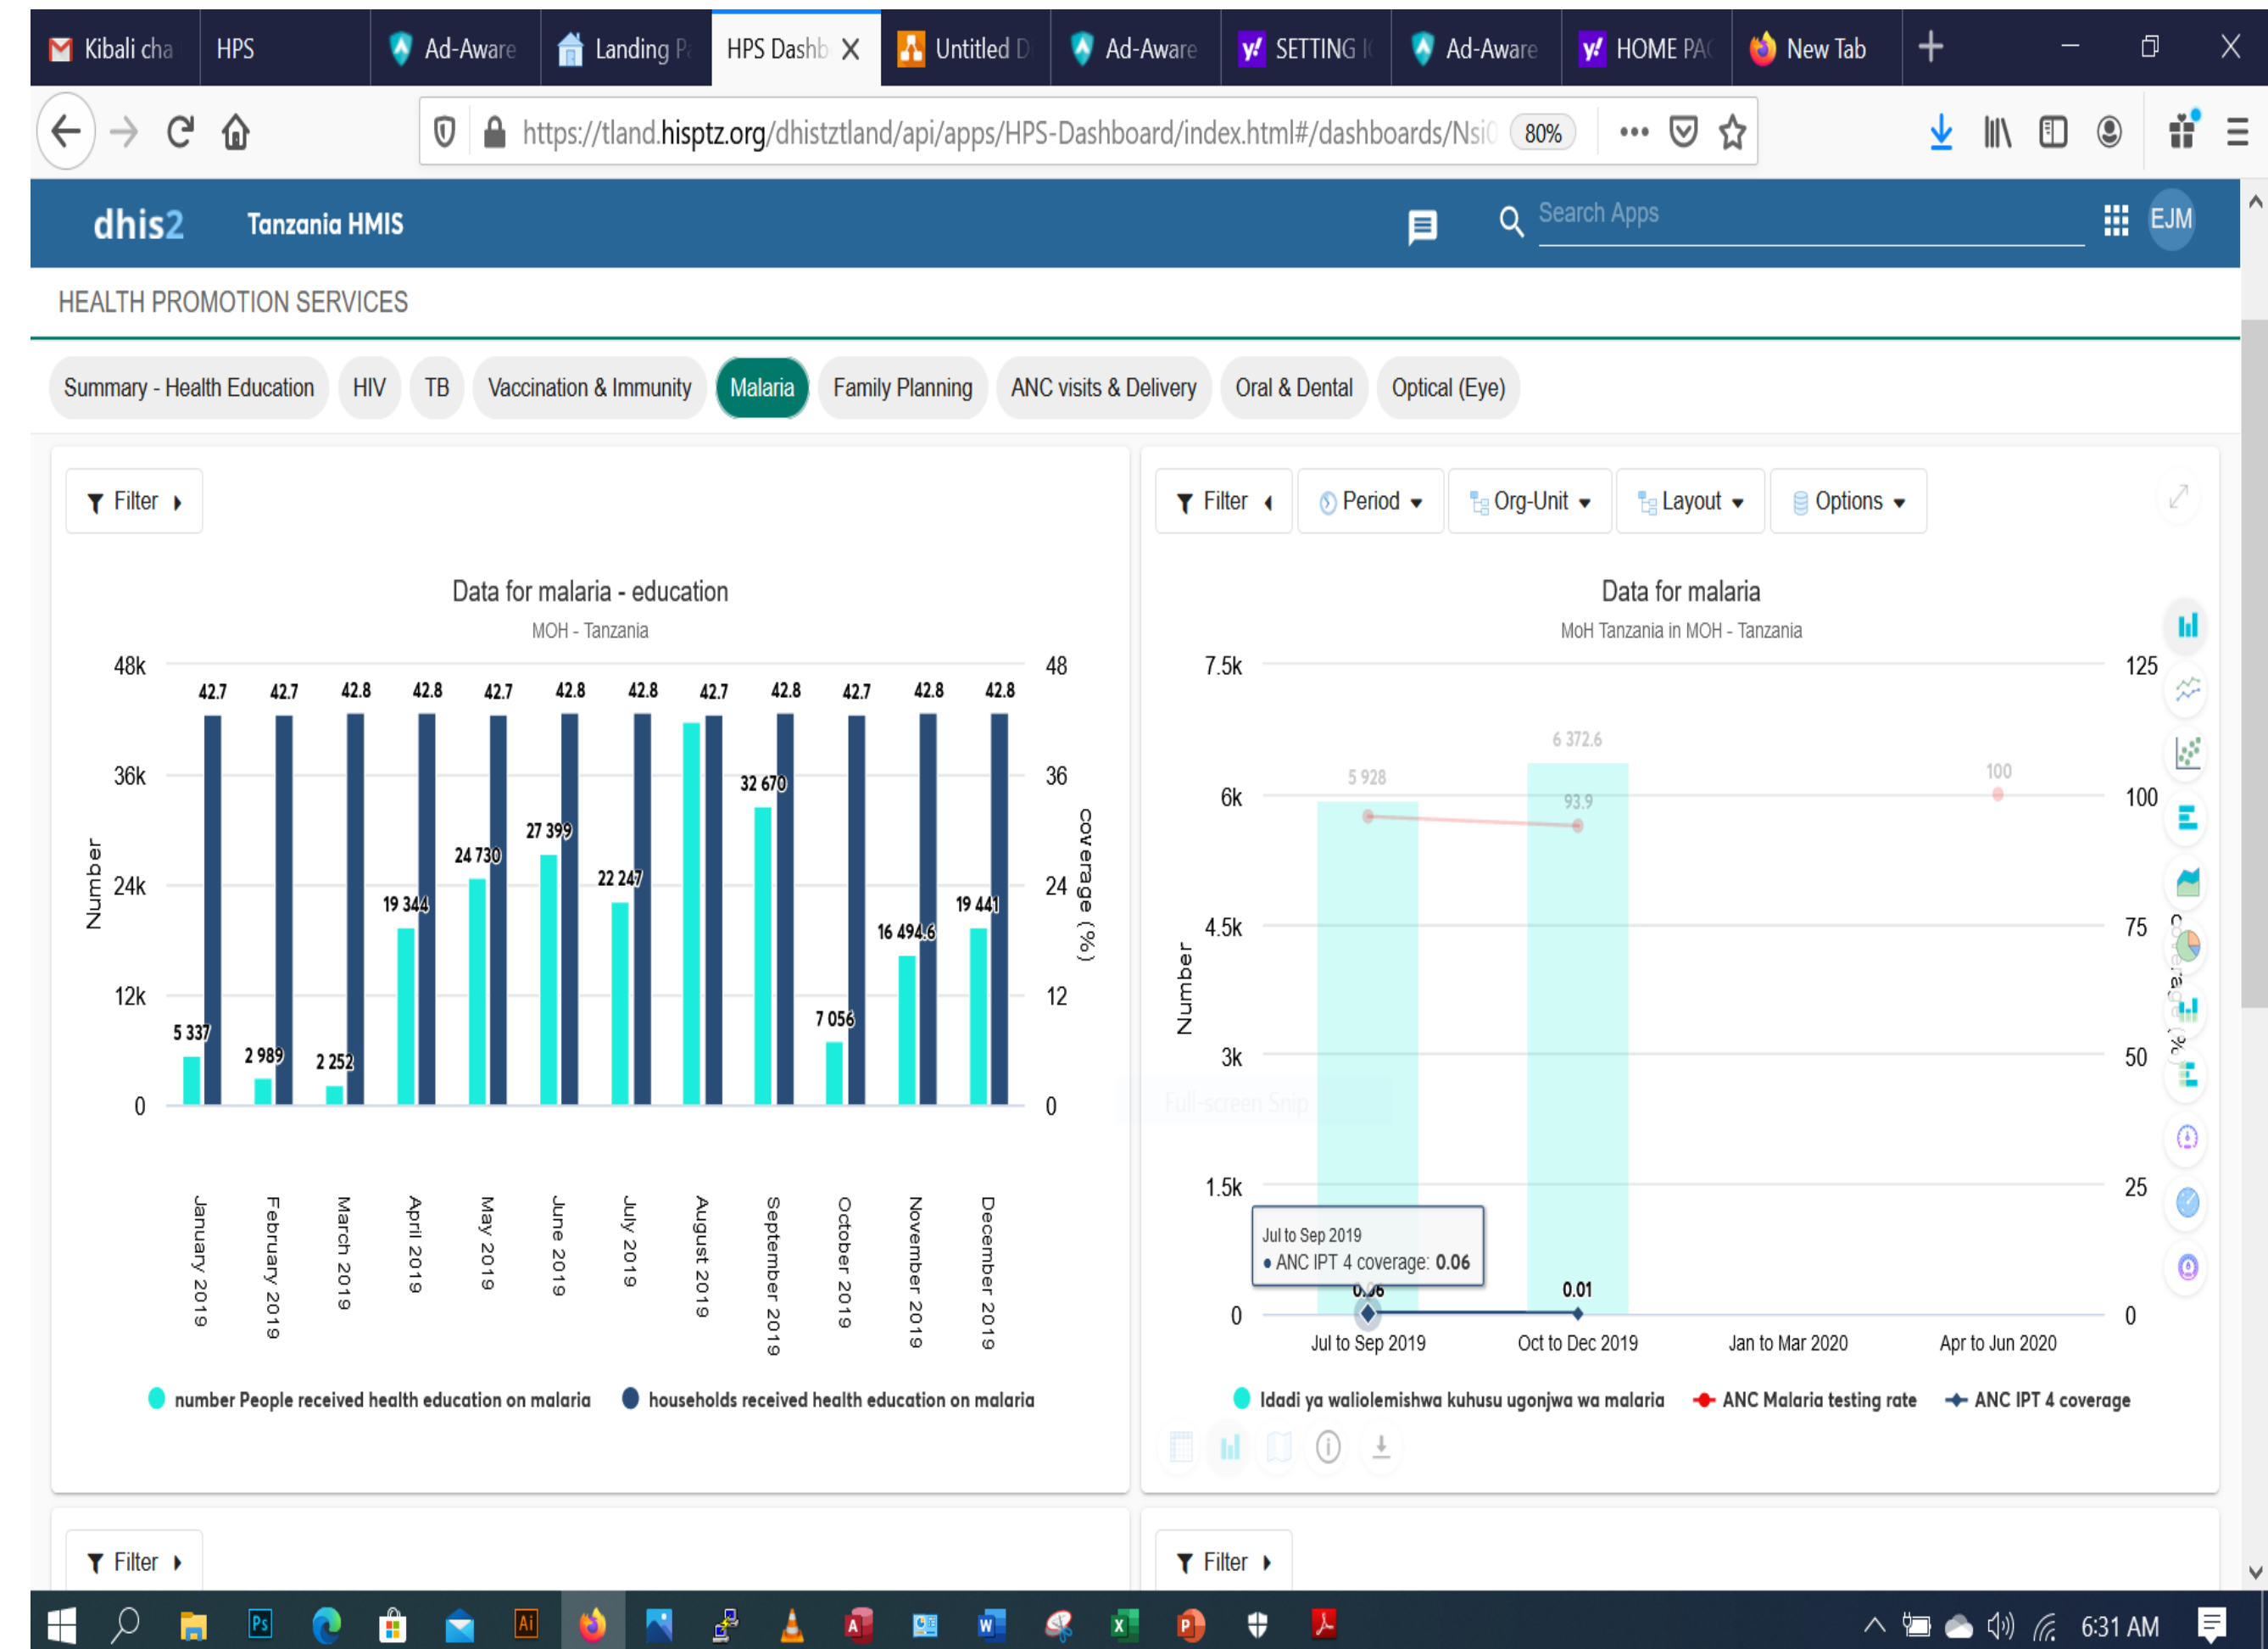 Kibali cha
HPS
Ad-Aware
Landing Pa
HPS Dashb
Untitled D
Ad-Aware
SETTING I
Ad-Aware
HOME PA
New Tab
https://tland.hisptz.org/dhistztland/api/apps/HPS-Dashboard/index.html#/dashboards/Nsi
80%
dhis2 Tanzania HMIS
Search Apps
EJM
HEALTH PROMOTION SERVICES
Summary - Health Education
HIV
TB
Vaccination & Immunity
Malaria
Family Planning
ANC visits & Delivery
Oral & Dental
Optical (Eye)
Filter
Data for malaria - education
MOH - Tanzania
48k
36k
24k
12k
0
Number
42.7 42.7 42.8 42.8 42.7 42.8 42.8 42.7 42.8 42.7 42.8 42.8
5 337
2 989
2 252
19 344
24 730
27 399
22 247
32 670
7 056
16 494.6
19 441
48
36
24
12
0
coverage (%)
January 2019
February 2019
March 2019
April 2019
May 2019
June 2019
July 2019
August 2019
September 2019
October 2019
November 2019
December 2019
number People received health education on malaria
households received health education on malaria
Filter
Period
Org-Unit
Layout
Options
Data for malaria
MoH Tanzania in MOH - Tanzania
7.5k
6k
4.5k
3k
1.5k
0
Number
5 928
6 372.6
93.9
100
125
100
75
50
25
0
Full-screen Snip
Jul to Sep 2019
ANC IPT 4 coverage: 0.06
0.01
Jul to Sep 2019
Oct to Dec 2019
Jan to Mar 2020
Apr to Jun 2020
Idadi ya waliolemishwa kuhusu ugonjwa wa malaria
ANC Malaria testing rate
ANC IPT 4 coverage
Filter
Filter
Ps
Ai
6:31 AM